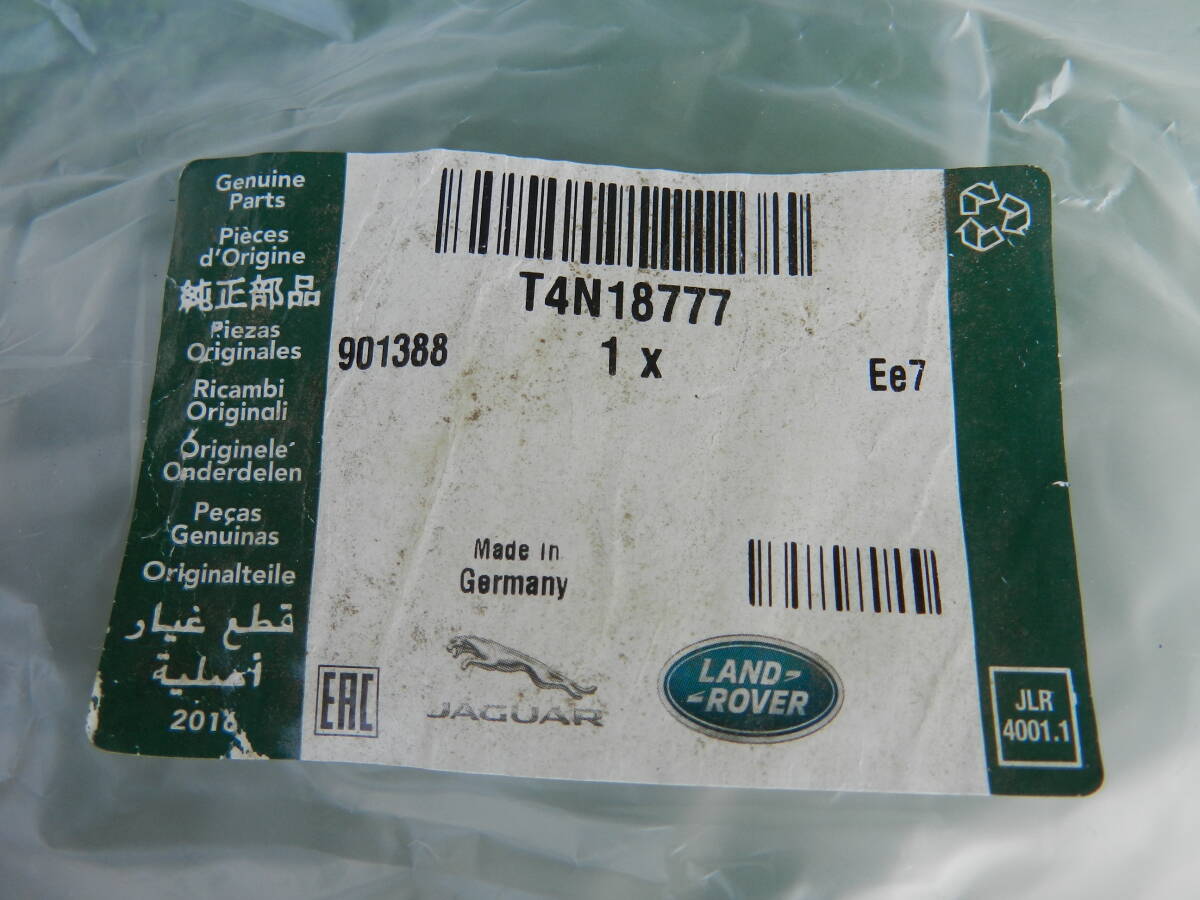 Genuine
Parts
Pièces
d'Origine
純正部品
Piezas
Originales
Ricambi
Originali
Originele
Onderdelen
Peças
Genuinas
Originalteile
قطع غيار
أصلية
2016
T4N18777
901388
1 x
Ee7
Made in
Germany
EAC
JAGUAR
LAND-
-ROVER
JLR
4001.1